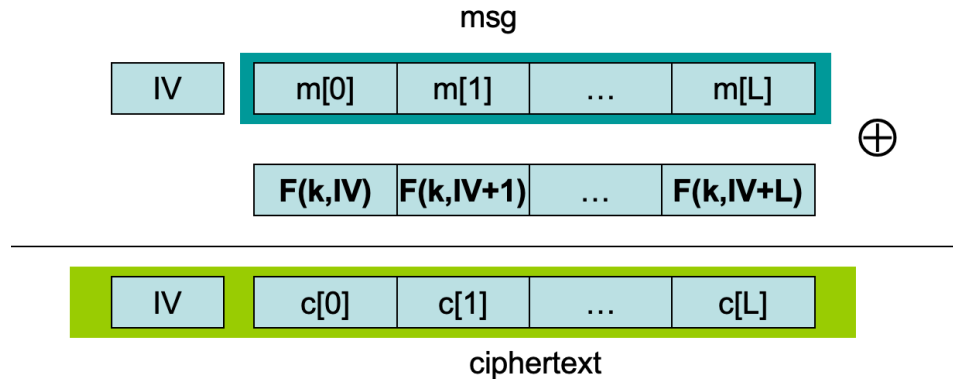 msg
IV m[0] m[1] … m[L]
⊕
F(k,IV) F(k,IV+1) … F(k,IV+L)
IV c[0] c[1] … c[L]
ciphertext